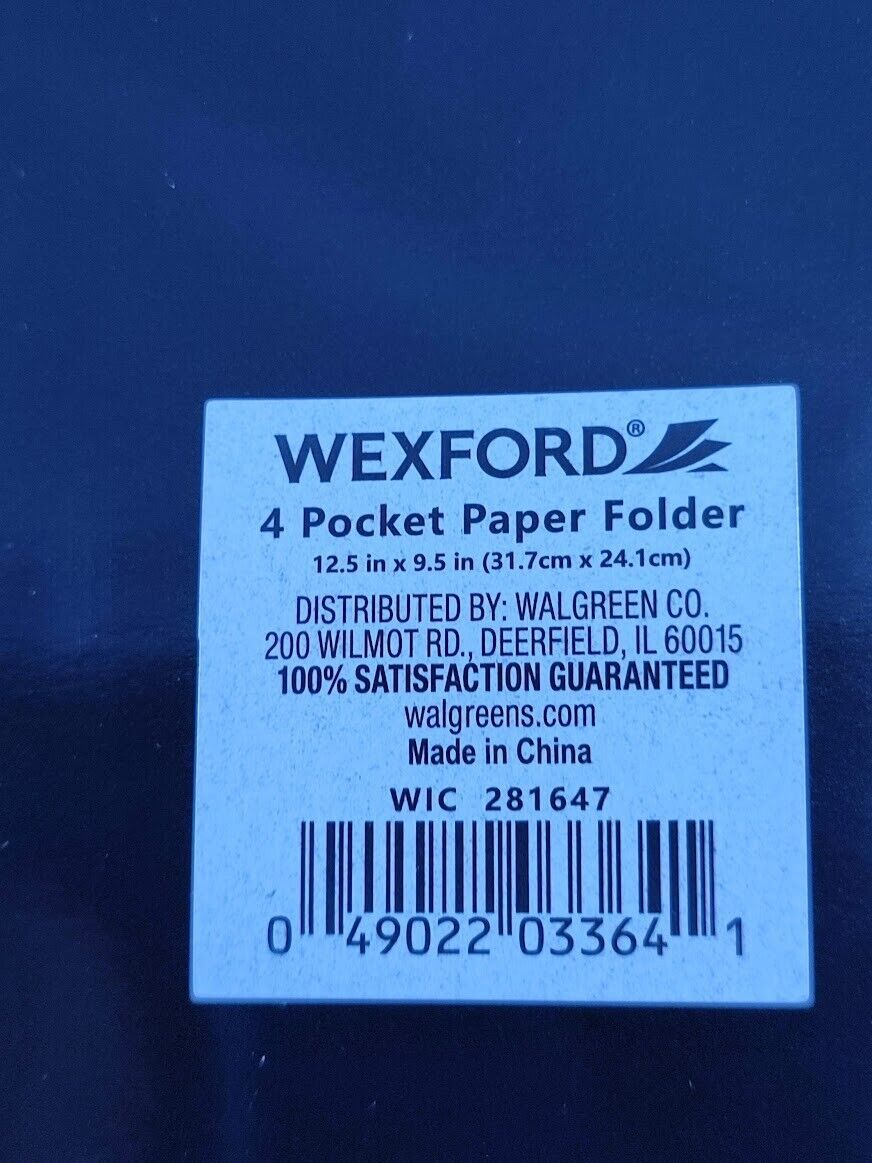 WEXFORD®
4 Pocket Paper Folder
12.5 in x 9.5 in (31.7cm x 24.1cm)
DISTRIBUTED BY: WALGREEN CO.
200 WILMOT RD., DEERFIELD, IL 60015
100% SATISFACTION GUARANTEED
walgreens.com
Made in China
WIC 281647
0 49022 03364 1